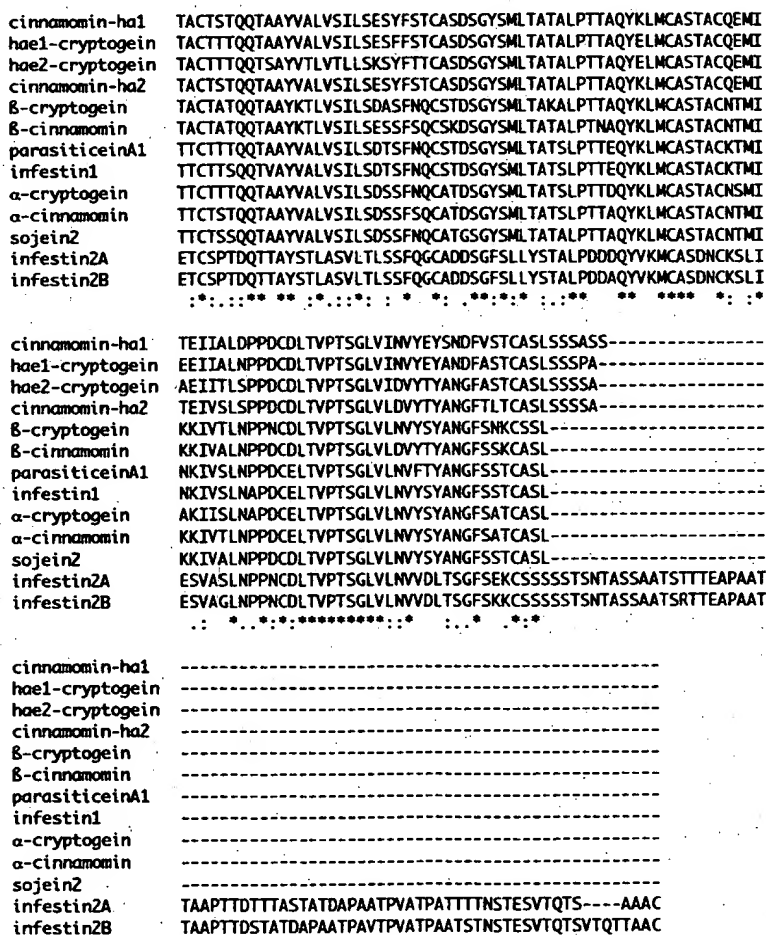 cinnamomin-ha1 TACTSTQQTAAYVALVSILSESYFSTCASDSGYSMLTATALPTTAQYKLMCASTACQEMI
hae1-cryptogein TACTTTQQTAAYVALVSILSESFFSTCASDSGYSMLTATALPTTAQYELMCASTACQEMI
hae2-cryptogein TACTTTQQTSAYVTLVTLLSKSYFTTCASDSGYSMLTATALPTTAQYELMCASTACQEMI
cinnamomin-ha2 TACTSTQQTAAYVALVSILSESYFSTCASDSGYSMLTATALPTTAQYKLMCASTACQEMI
ß-cryptogein TACTATQQTAAYKTLVSILSDASFNQCSTDSGYSMLTAKALPTTAQYKLMCASTACNTMI
ß-cinnamomin TACTATQQTAAYKTLVSILSESSFSQCSKDSGYSMLTATALPTNAQYKLMCASTACNTMI
parasiticeinA1 TTCTTTQQTAAYVALVSILSDTSFNQCSTDSGYSMLTATSLPTTEQYKLMCASTACKTMI
infestin1 TTCTTSQQTVAYVALVSILSDTSFNQCSTDSGYSMLTATSLPTTEQYKLMCASTACKTMI
α-cryptogein TTCTTTQQTAAYVALVSILSDSSFNQCATDSGYSMLTATSLPTTDQYKLMCASTACNSMI
α-cinnamomin TTCTSTQQTAAYVALVSILSDSSFSQCATDSGYSMLTATSLPTTAQYKLMCASTACNTMI
sojein2 TTCTSSQQTAAYVALVSILSDSSFNQCATGSGYSMLTATSLPTTAQYKLMCASTACNTMI
infestin2A ETCSPTDQTTAYSTLASVLTLSSFQGCADDSGFSLLYSTALPDDDQYVKMCASDNCKSLI
infestin2B ETCSPTDQTTAYSTLASVLTLSSFQGCADDSGFSLLYSTALPDDAQYVKMCASDNCKSLI
:*:.::** ** :*.::*: : * *: .**:*:*: :.:** ** **** *: :*
cinnamomin-ha1 TEIIALDPPDCDLTVPTSGLVINVYEYSNDFVSTCASLSSSASS----------------
hae1-cryptogein EEIIALNPPDCDLTVPTSGLVINVYEYANDFASTCASLSSSPA-----------------
hae2-cryptogein AEIITLSPPDCDLTVPTSGLVIDVYTYANGFASTCASLSSSSA-----------------
cinnamomin-ha2 TEIVSLSPPDCDLTVPTSGLVLDVYTYANGFTLTCASLSSSSA-----------------
ß-cryptogein KKIVTLNPPNCDLTVPTSGLVLNVYSYANGFSNKCSSL----------------------
ß-cinnamomin KKIVALNPPDCDLTVPTSGLVLDVYTYANGFSSKCASL----------------------
parasiticeinA1 NKIVSLNPPDCDLTVPTSGLVLNVFTYANGFSSTCASL----------------------
infestin1 NKIVSLNAPDCELTVPTSGLVLNVYSYANGFSSTCASL----------------------
α-cryptogein AKIISLNAPDCELTVPTSGLVLNVYSYANGFSATCASL----------------------
α-cinnamomin KKIVTLNPPDCELTVPTSGLVLNVYSYANGFSATCASL----------------------
sojein2 KKIVALNPPDCDLTVPTSGLVLNVYSYANGFSSTCASL----------------------
infestin2A ESVASLNPPNCDLTVPTSGLVLNVVDLTSGFSEKCSSSSSTSNTASSAATSTTTEAPAAT
infestin2B ESVAGLNPPNCDLTVPTSGLVLNVVDLTSGFSKKCSSSSSTSNTASSAATSRTTEAPAAT
.: *..*:*:*********::* :..* .*:*
cinnamomin-ha1 ------------------------------------------------------------
hae1-cryptogein ------------------------------------------------------------
hae2-cryptogein ------------------------------------------------------------
cinnamomin-ha2 ------------------------------------------------------------
ß-cryptogein ------------------------------------------------------------
ß-cinnamomin ------------------------------------------------------------
parasiticeinA1 ------------------------------------------------------------
infestin1 ------------------------------------------------------------
α-cryptogein ------------------------------------------------------------
α-cinnamomin ------------------------------------------------------------
sojein2 ------------------------------------------------------------
infestin2A TAAPTTDTTTASTATDAPAATPVATPATTTTNSTESVTQTS----AAAC
infestin2B TAAPTTDSTATDAPAATPAVTPVATPAATSTNSTESVTQTSVTQTTAAC